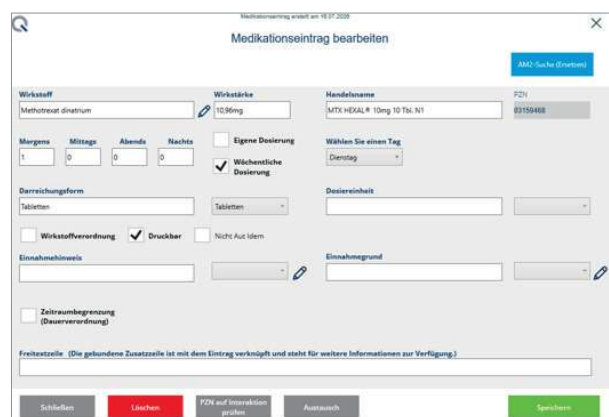 Medikationseintrag erstellt am 16.07.2026
Medikationseintrag bearbeiten
AM2-Suche (Ersetzen)
Wirkstoff Wirkstärke Handelsname PZN
Methotrexat dinatrium 10,96mg MTX HEXAL® 10mg 10 Tbl. N1 03159468
Morgens Mittags Abends Nachts Eigene Dosierung Wählen Sie einen Tag
1 0 0 0 Wöchentliche Dosierung Dienstag
Darreichungsform Dosiereinheit
Tabletten Tabletten
Wirkstoffverordnung Druckbar Nicht Aut Idem
Einnahmehinweis Einnahmegrund
Zeitraumbegrenzung
(Dauerverordnung)
Freitextzeile (Die gebundene Zusatzzeile ist mit dem Eintrag verknüpft und steht für weitere Informationen zur Verfügung.)
Schließen Löschen PZN auf Interaktion prüfen Austausch Speichern